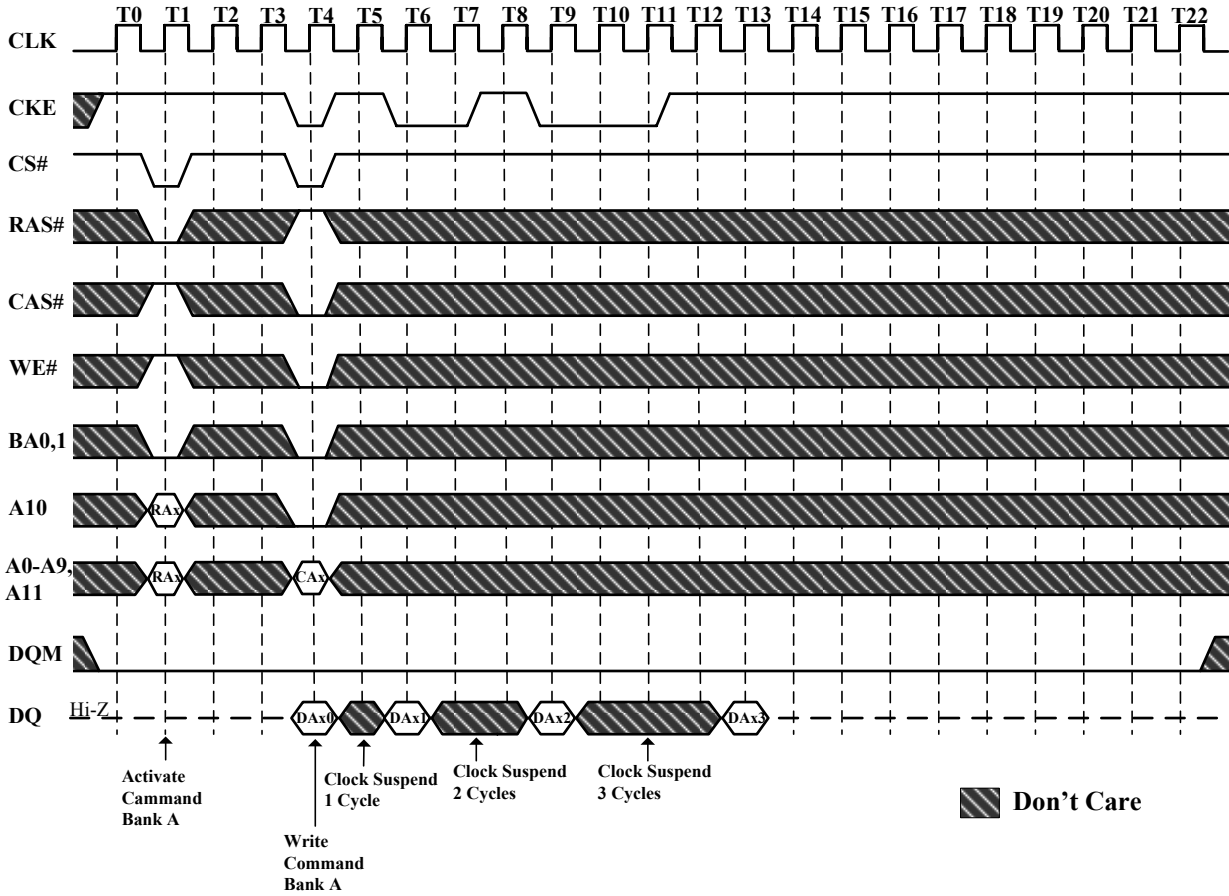 T0 T1 T2 T3 T4 T5 T6 T7 T8 T9 T10 T11 T12 T13 T14 T15 T16 T17 T18 T19 T20 T21 T22
CLK
CKE
CS#
RAS#
CAS#
WE#
BA0,1
A10
RAx
A0-A9,
A11
RAx
CAx
DQM
DQ
Hi-Z
DAx0
DAx1
DAx2
DAx3
Activate
Cammand
Bank A
Write
Command
Bank A
Clock Suspend
1 Cycle
Clock Suspend
2 Cycles
Clock Suspend
3 Cycles
Don't Care